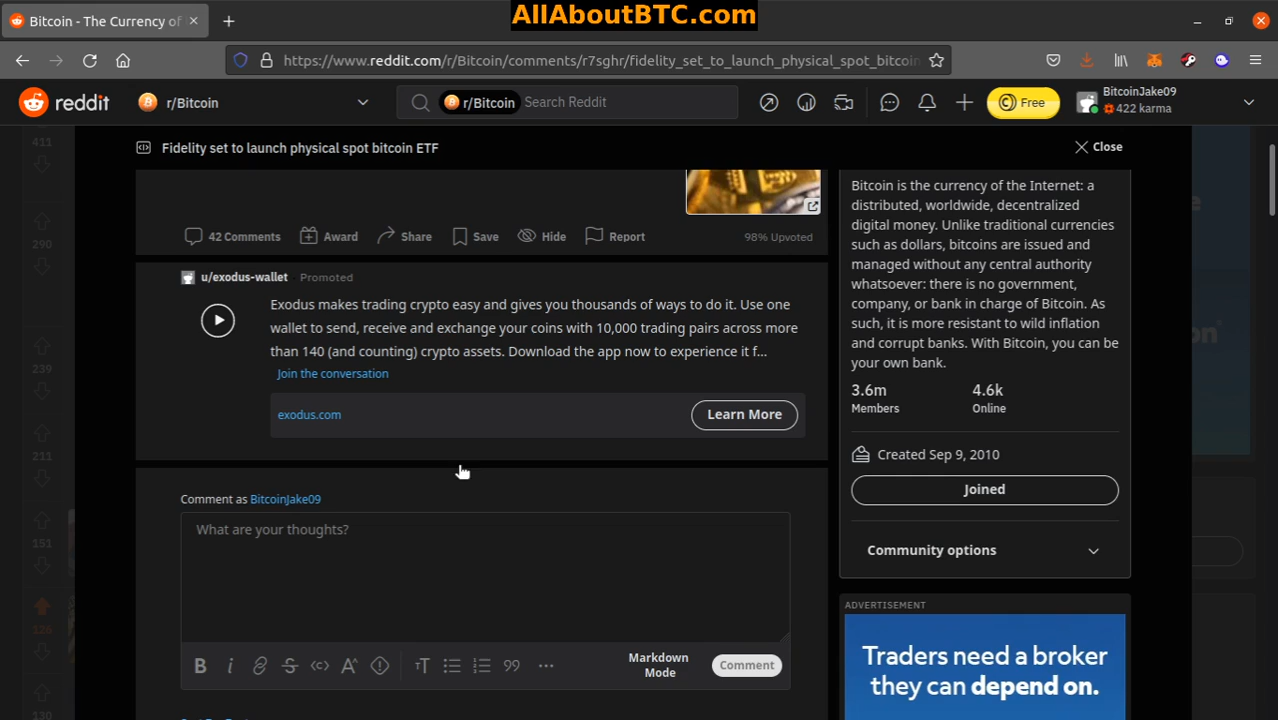 AllAboutBTC.com
Bitcoin - The Currency of
https://www.reddit.com/r/Bitcoin/comments/r7sghr/fidelity_set_to_launch_physical_spot_bitcoin
reddit
r/Bitcoin
r/Bitcoin Search Reddit
Free
BitcoinJake09
422 karma
Fidelity set to launch physical spot bitcoin ETF
Close
42 Comments Award Share Save Hide Report 98% Upvoted
u/exodus-wallet Promoted
Exodus makes trading crypto easy and gives you thousands of ways to do it. Use one
wallet to send, receive and exchange your coins with 10,000 trading pairs across more
than 140 (and counting) crypto assets. Download the app now to experience it f...
Join the conversation
exodus.com
Learn More
Comment as BitcoinJake09
What are your thoughts?
B i 99
Markdown
Mode
Comment
Bitcoin is the currency of the Internet: a
distributed, worldwide, decentralized
digital money. Unlike traditional currencies
such as dollars, bitcoins are issued and
managed without any central authority
whatsoever: there is no government,
company, or bank in charge of Bitcoin. As
such, it is more resistant to wild inflation
and corrupt banks. With Bitcoin, you can be
your own bank.
3.6m 4.6k
Members Online
Created Sep 9, 2010
Joined
Community options
ADVERTISEMENT
Traders need a broker
they can depend on.
411
290
239
211
151
126
130